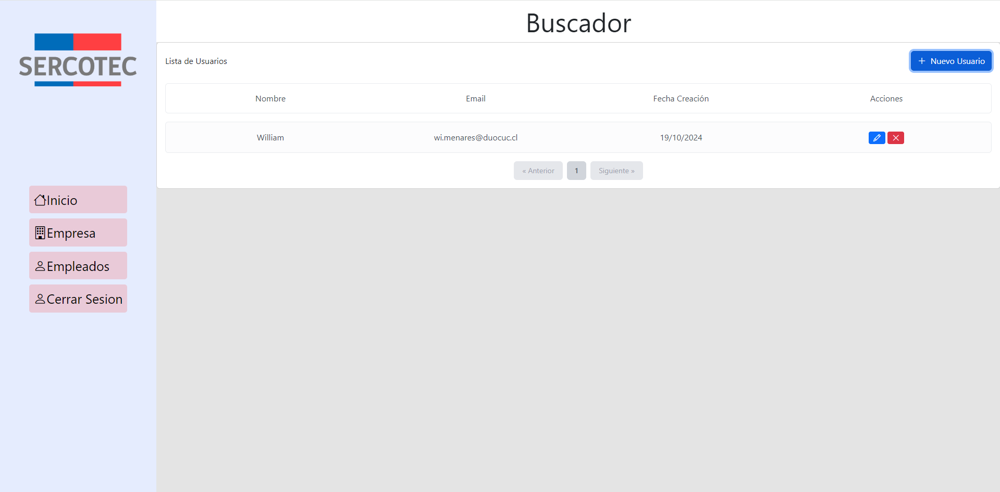 SERCOTEC
Inicio
Empresa
Empleados
Cerrar Sesion
Buscador
Lista de Usuarios
+ Nuevo Usuario
Nombre Email Fecha Creación Acciones
William wi.menares@duocuc.cl 19/10/2024
« Anterior 1 Siguiente »